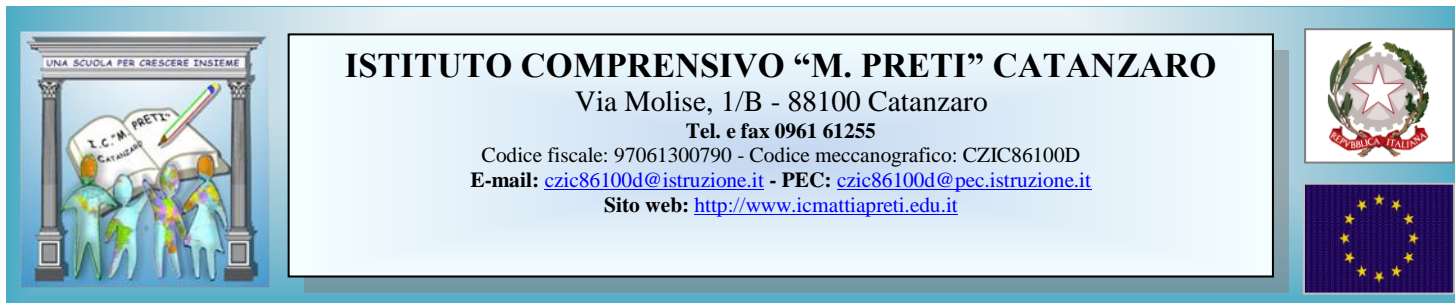 UNA SCUOLA PER CRESCERE INSIEME
I.C. "M. PRETI"
CATANZARO
ISTITUTO COMPRENSIVO “M. PRETI” CATANZARO
Via Molise, 1/B - 88100 Catanzaro
Tel. e fax 0961 61255
Codice fiscale: 97061300790 - Codice meccanografico: CZIC86100D
E-mail: czic86100d@istruzione.it - PEC: czic86100d@pec.istruzione.it
Sito web: http://www.icmattiapreti.edu.it
REPVBBLICA ITALIANA